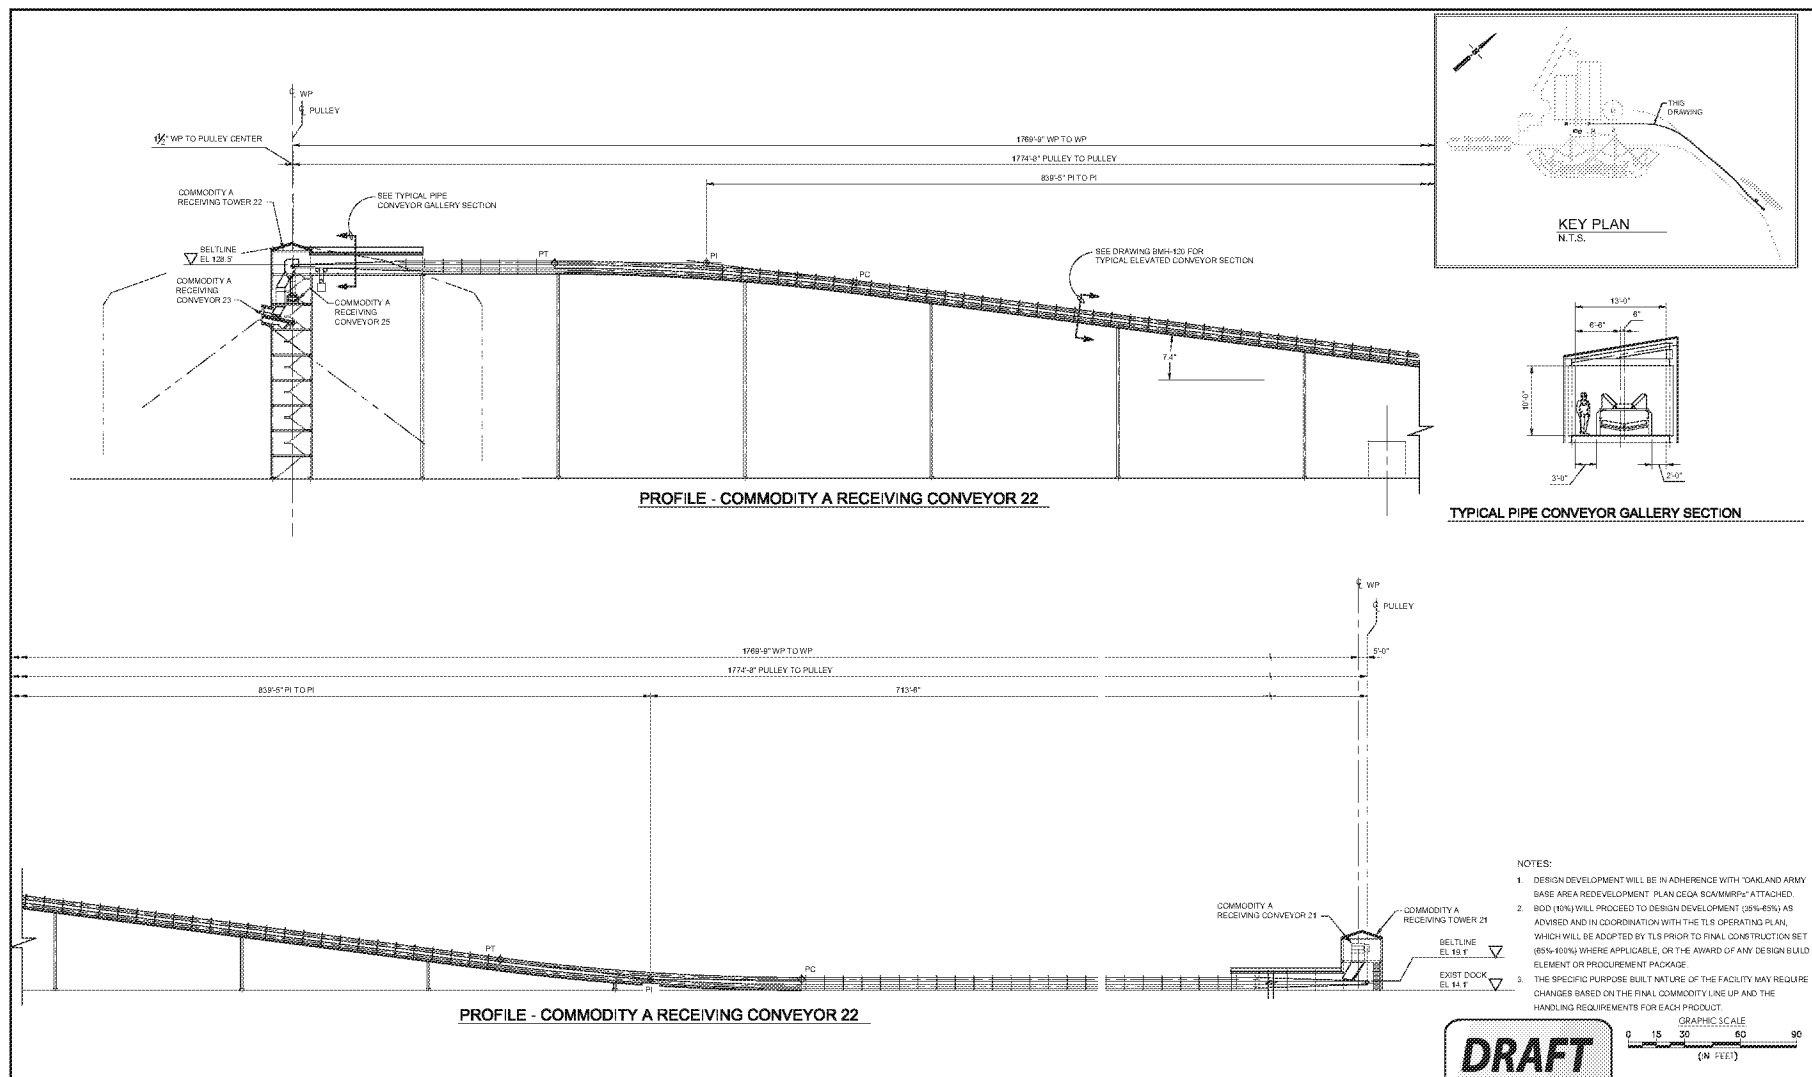 WP
PULLEY
1½" WP TO PULLEY CENTER
1769'-9" WP TO WP
1774'-8" PULLEY TO PULLEY
839'-5" PI TO PI
COMMODITY A
RECEIVING TOWER 22
SEE TYPICAL PIPE
CONVEYOR GALLERY SECTION
BELTLINE
EL 128.5'
PT
PI
PC
SEE DRAWING BMH-120 FOR
TYPICAL ELEVATED CONVEYOR SECTION
COMMODITY A
RECEIVING
CONVEYOR 23
COMMODITY A
RECEIVING
CONVEYOR 25
PROFILE - COMMODITY A RECEIVING CONVEYOR 22
THIS
DRAWING
KEY PLAN
N.T.S.
13'-0"
6'-6"
6"
10'-0"
3'-0"
2'-0"
TYPICAL PIPE CONVEYOR GALLERY SECTION
WP
PULLEY
1769'-9" WP TO WP
5'-0"
1774'-8" PULLEY TO PULLEY
839'-5" PI TO PI
713'-6"
PT
PI
PC
COMMODITY A
RECEIVING CONVEYOR 21
COMMODITY A
RECEIVING TOWER 21
BELTLINE
EL 19.1'
EXIST DOCK
EL 14.1'
PROFILE - COMMODITY A RECEIVING CONVEYOR 22
NOTES:
1. DESIGN DEVELOPMENT WILL BE IN ADHERENCE WITH "OAKLAND ARMY
BASE AREA REDEVELOPMENT PLAN CEQA SCA/MMRPs" ATTACHED.
2. BOD (10%) WILL PROCEED TO DESIGN DEVELOPMENT (35%-65%) AS
ADVISED AND IN COORDINATION WITH THE TLS OPERATING PLAN,
WHICH WILL BE ADOPTED BY TLS PRIOR TO FINAL CONSTRUCTION SET
(65%-100%) WHERE APPLICABLE, OR THE AWARD OF ANY DESIGN BUILD
ELEMENT OR PROCUREMENT PACKAGE.
3. THE SPECIFIC PURPOSE BUILT NATURE OF THE FACILITY MAY REQUIRE
CHANGES BASED ON THE FINAL COMMODITY LINE UP AND THE
HANDLING REQUIREMENTS FOR EACH PRODUCT.
GRAPHIC SCALE
0 15 30 60 90
(IN FEET)
DRAFT